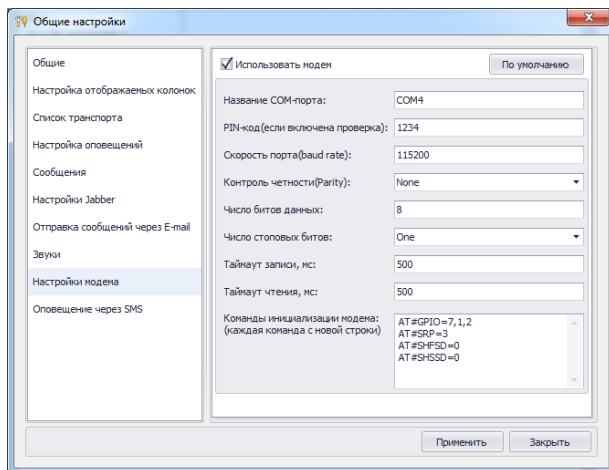 Общие настройки
Общие
Настройка отображаемых колонок
Список транспорта
Настройка оповещений
Сообщения
Настройки Jabber
Отправка сообщений через E-mail
Звуки
Настройки модема
Оповещение через SMS
Использовать модем
По умолчанию
Название COM-порта: COM4
PIN-код(если включена проверка): 1234
Скорость порта(baud rate): 115200
Контроль четности(Parity): None
Число битов данных: 8
Число стоповых битов: One
Таймаут записи, мс: 500
Таймаут чтения, мс: 500
Команды инициализации модема:
(каждая команда с новой строки)
AT#GPIO=7,1,2
AT#SRP=3
AT#SHFSD=0
AT#SHSSD=0
Применить
Закрыть